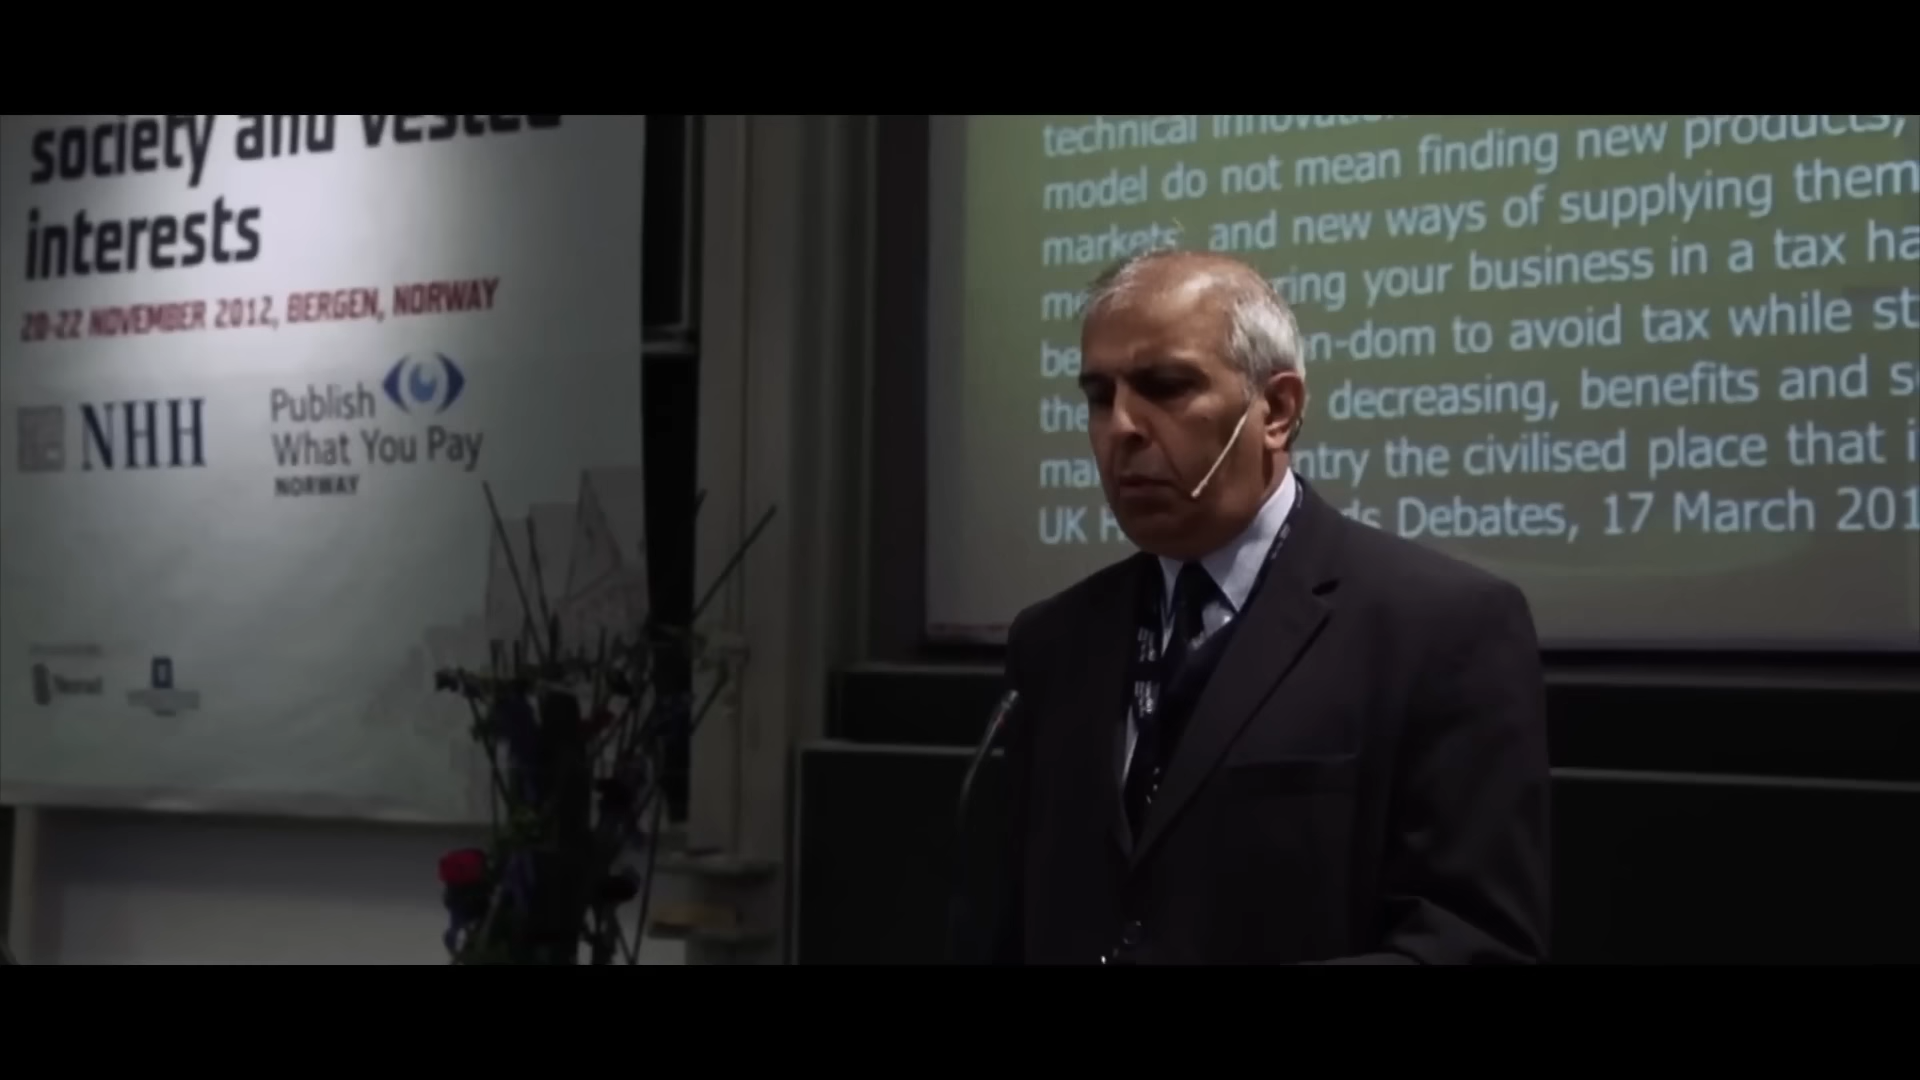 society and vested
interests
20-22 NOVEMBER 2012, BERGEN, NORWAY
NHH
Publish
What You Pay
NORWAY
technical
model do not mean finding new products,
markets, and new ways of supplying them
ring your business in a tax ha
be n-dom to avoid tax while st
the decreasing, benefits and s
ma ntry the civilised place that i
UK H ds Debates, 17 March 201